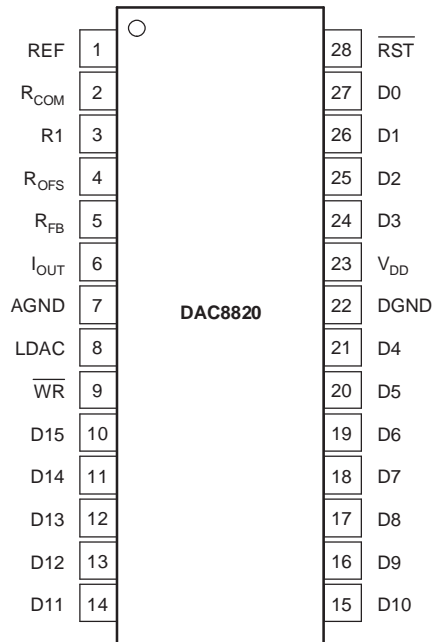 REF 1 28 RST
RCOM 2 27 D0
R1 3 26 D1
ROFS 4 25 D2
RFB 5 24 D3
IOUT 6 23 VDD
AGND 7 DAC8820 22 DGND
LDAC 8 21 D4
WR 9 20 D5
D15 10 19 D6
D14 11 18 D7
D13 12 17 D8
D12 13 16 D9
D11 14 15 D10